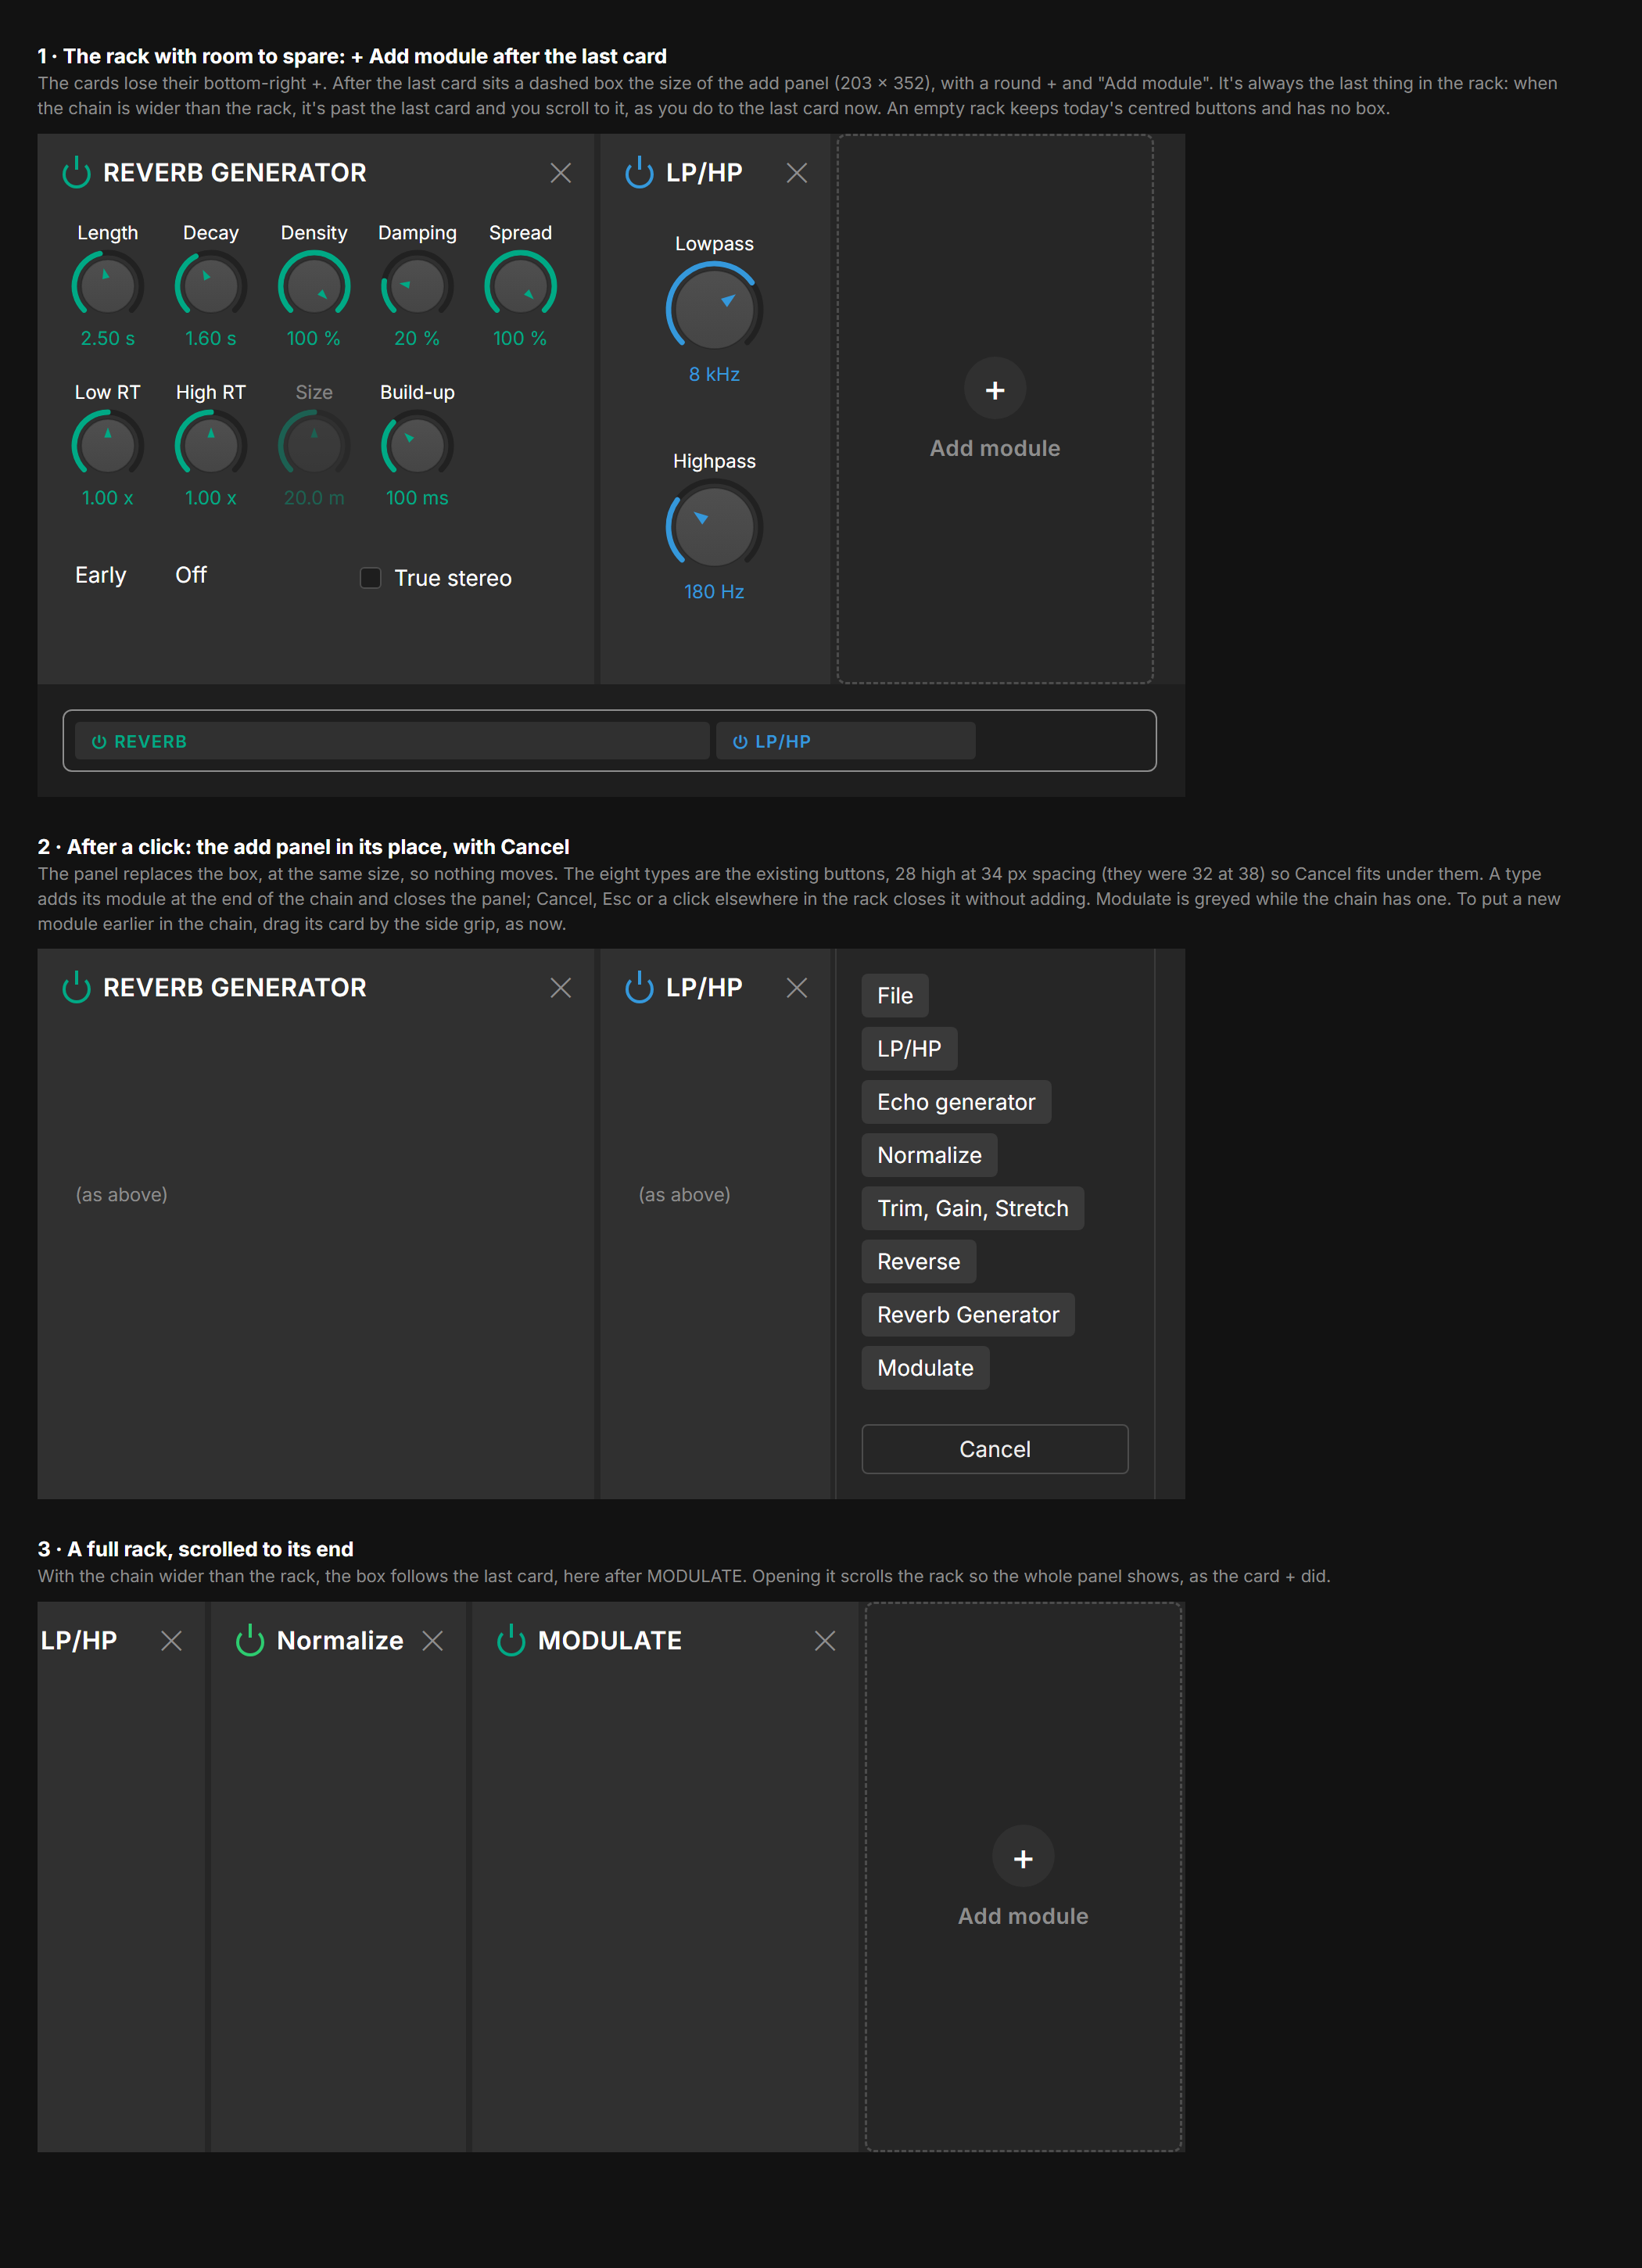 1 · The rack with room to spare: + Add module after the last card
The cards lose their bottom-right +. After the last card sits a dashed box the size of the add panel (203 × 352), with a round + and "Add module". It's always the last thing in the rack: when
the chain is wider than the rack, it's past the last card and you scroll to it, as you do to the last card now. An empty rack keeps today's centred buttons and has no box.
REVERB GENERATOR
LP/HP
Length Decay Density Damping Spread
Lowpass
2.50 s 1.60 s 100 % 20 % 100 %
8 kHz
Low RT High RT Size Build-up
+
Add module
Highpass
1.00 x 1.00 x 20.0 m 100 ms
Early Off True stereo
180 Hz
REVERB LP/HP
2 · After a click: the add panel in its place, with Cancel
The panel replaces the box, at the same size, so nothing moves. The eight types are the existing buttons, 28 high at 34 px spacing (they were 32 at 38) so Cancel fits under them. A type
adds its module at the end of the chain and closes the panel; Cancel, Esc or a click elsewhere in the rack closes it without adding. Modulate is greyed while the chain has one. To put a new
module earlier in the chain, drag its card by the side grip, as now.
REVERB GENERATOR
(as above)
LP/HP
(as above)
File
LP/HP
Echo generator
Normalize
Trim, Gain, Stretch
Reverse
Reverb Generator
Modulate
Cancel
3 · A full rack, scrolled to its end
With the chain wider than the rack, the box follows the last card, here after MODULATE. Opening it scrolls the rack so the whole panel shows, as the card + did.
LP/HP
Normalize
MODULATE
+
Add module